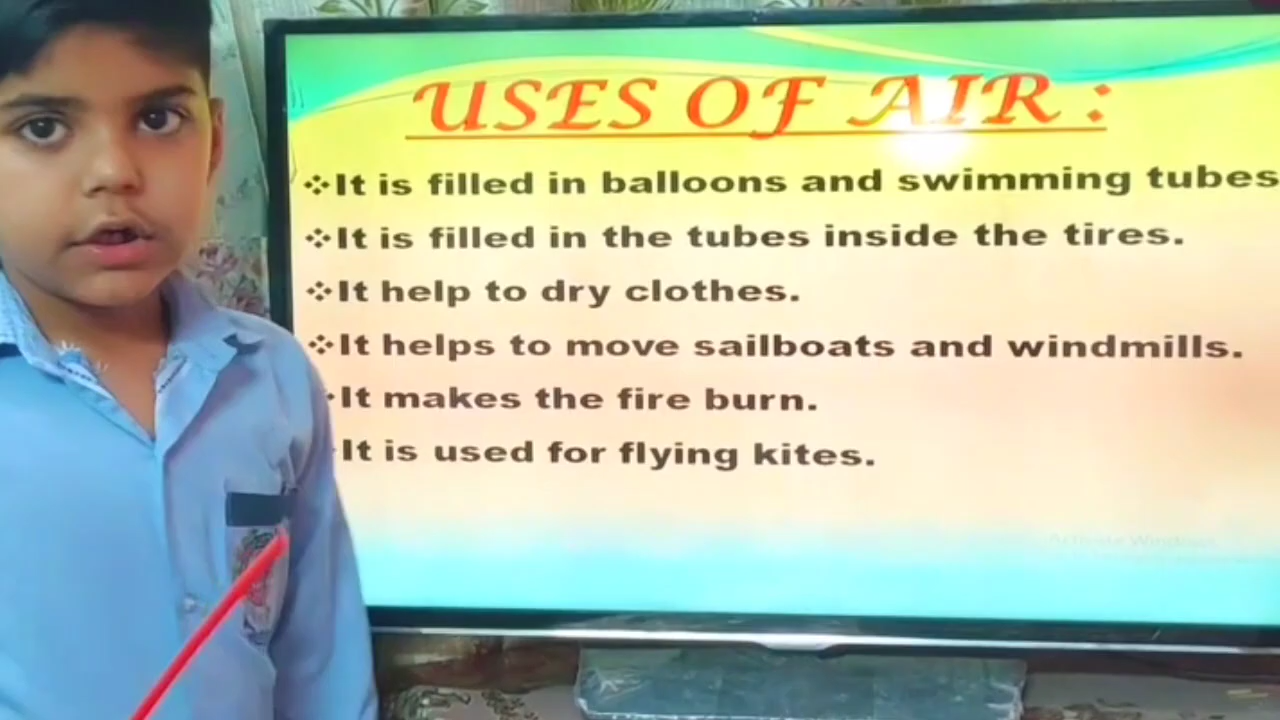 USES OF AIR :
❖It is filled in balloons and swimming tubes
❖It is filled in the tubes inside the tires.
❖It help to dry clothes.
❖It helps to move sailboats and windmills.
It makes the fire burn.
It is used for flying kites.
Activate Windows